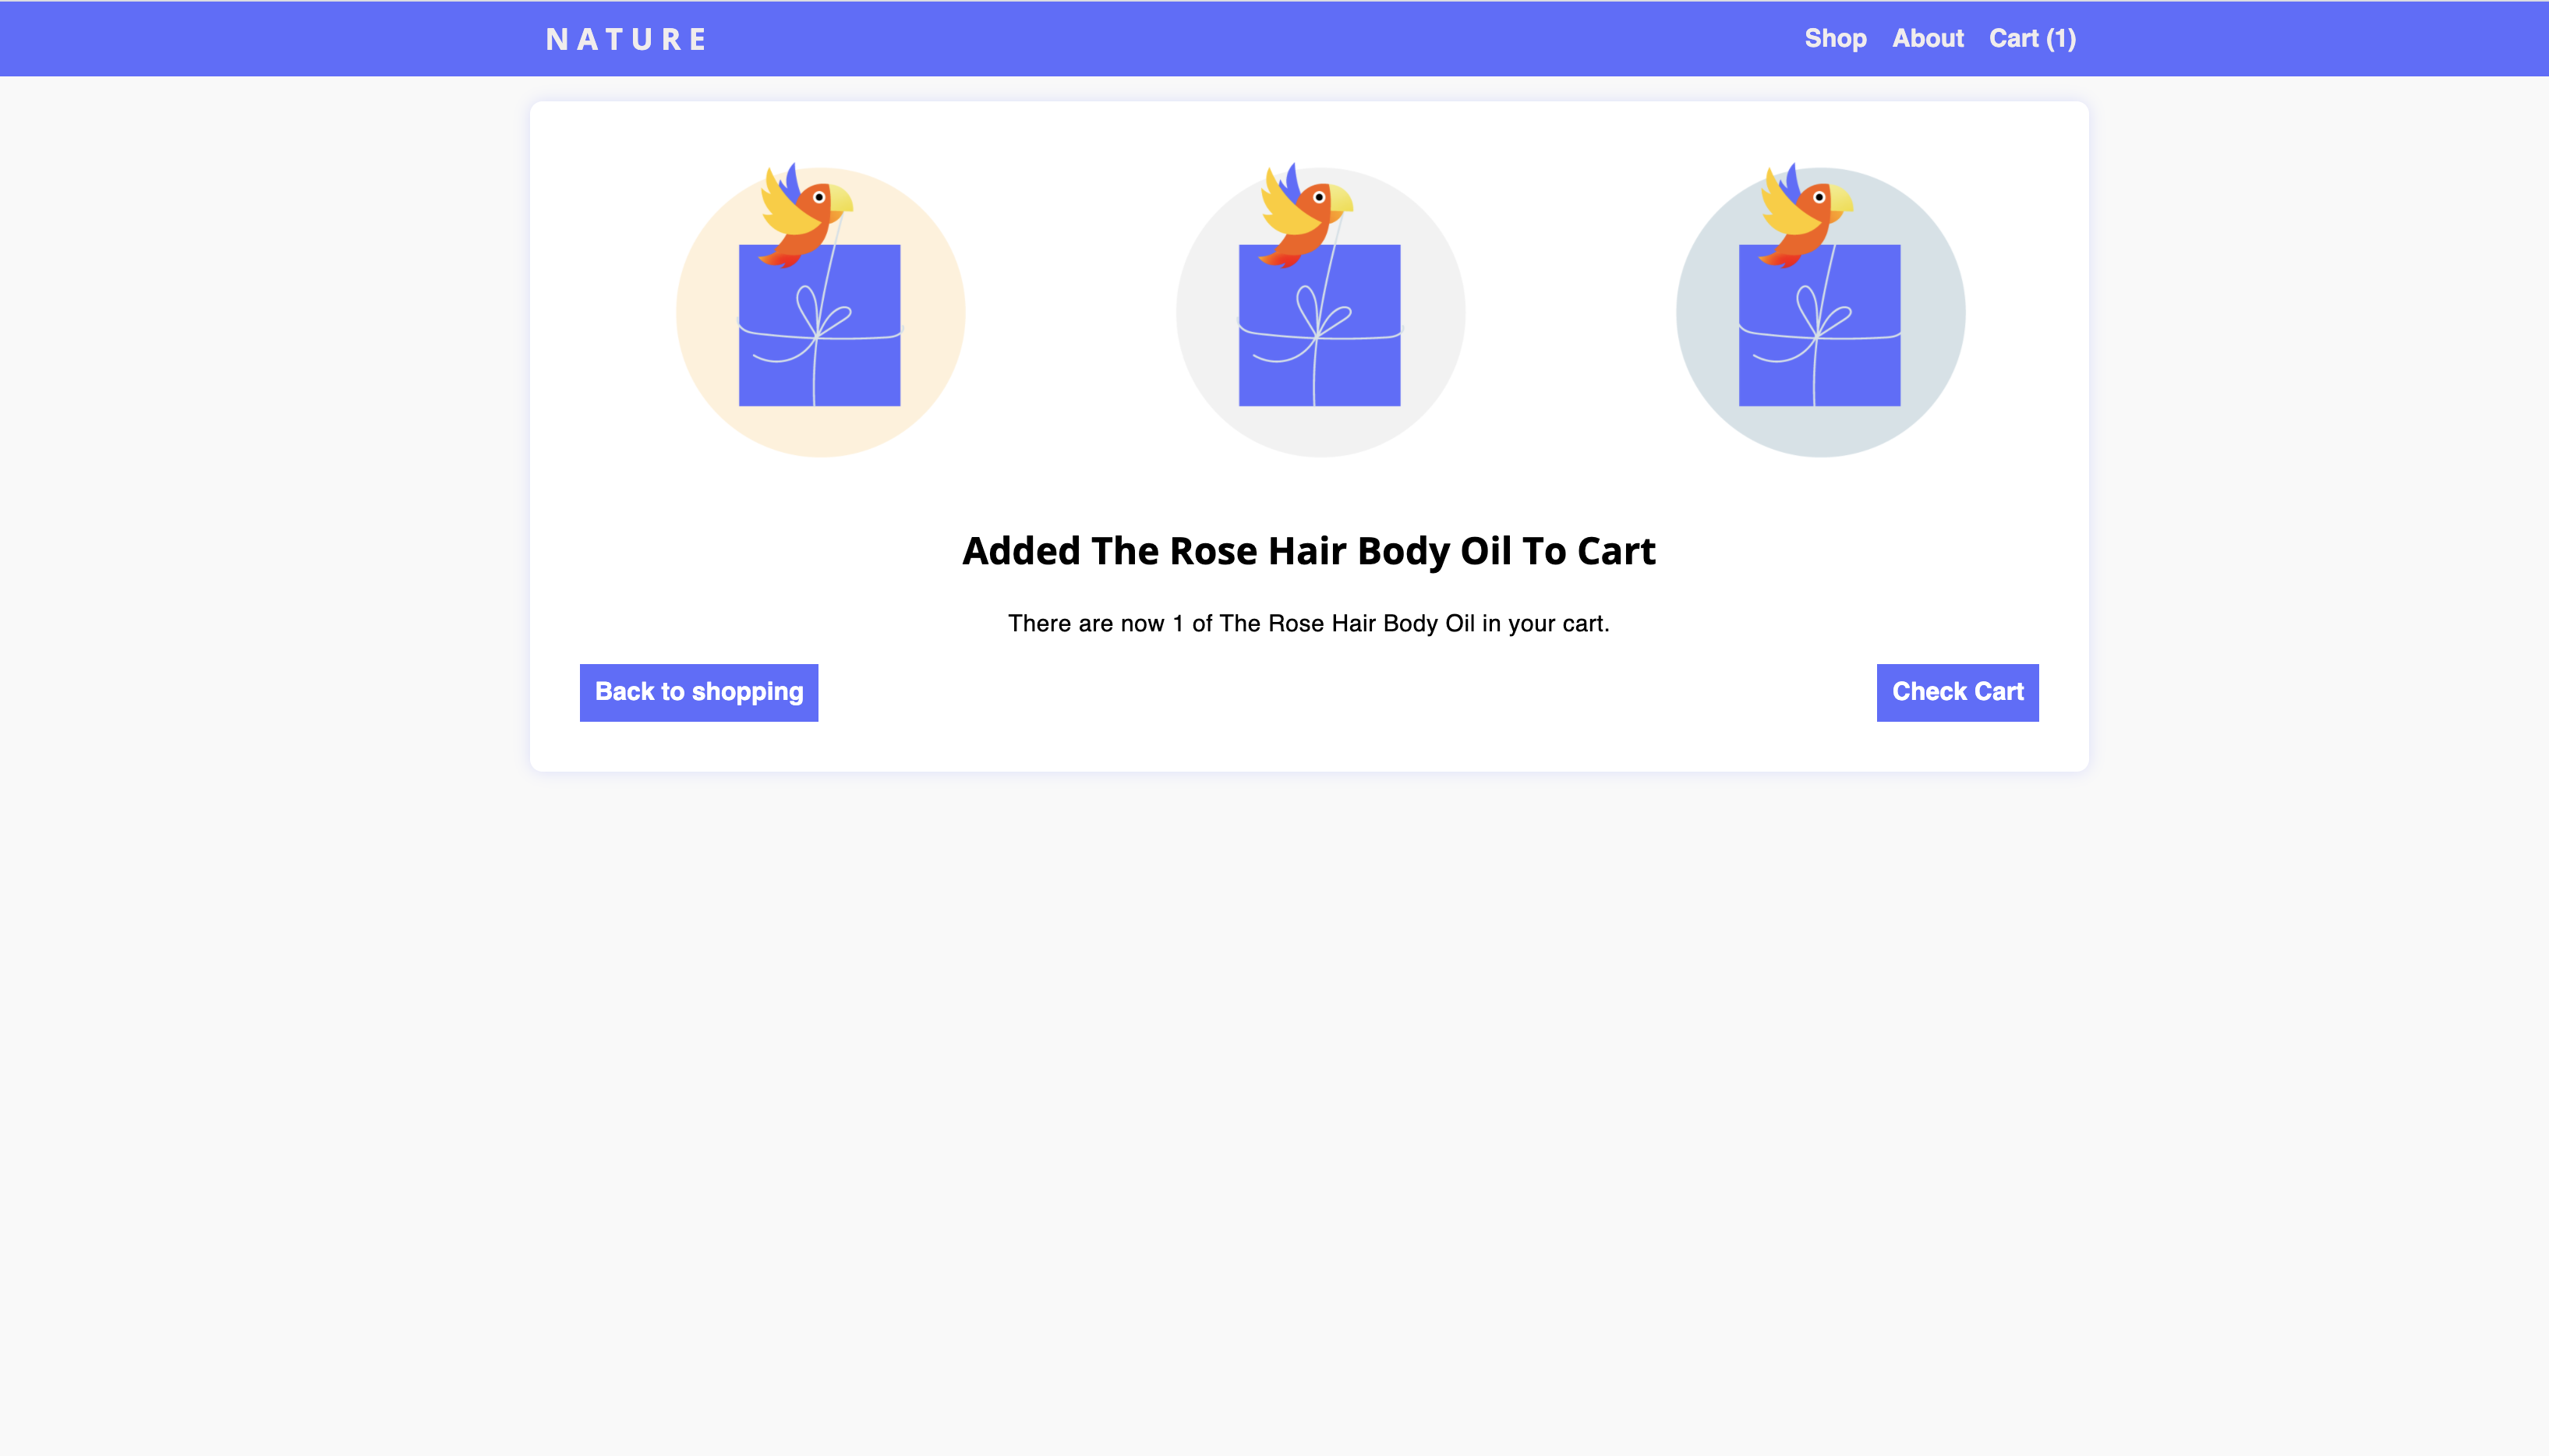 NATURE
Shop About Cart (1)
Added The Rose Hair Body Oil To Cart
There are now 1 of The Rose Hair Body Oil in your cart.
Back to shopping
Check Cart